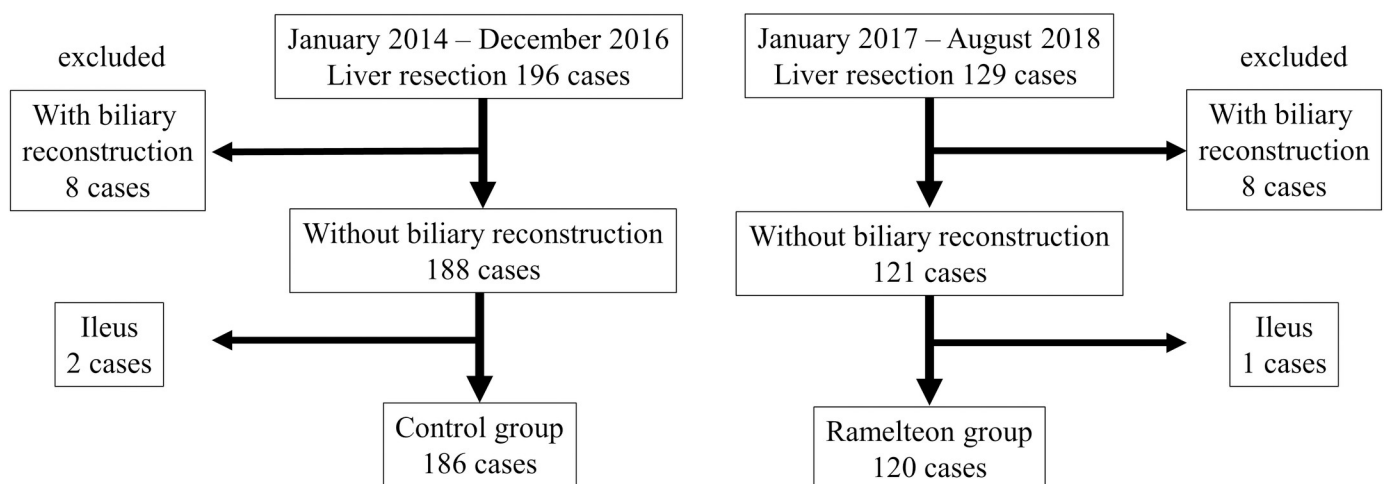 excluded
January 2014 – December 2016
Liver resection 196 cases
With biliary
reconstruction
8 cases
Without biliary reconstruction
188 cases
Ileus
2 cases
Control group
186 cases
January 2017 – August 2018
Liver resection 129 cases
excluded
With biliary
reconstruction
8 cases
Without biliary reconstruction
121 cases
Ileus
1 cases
Ramelteon group
120 cases